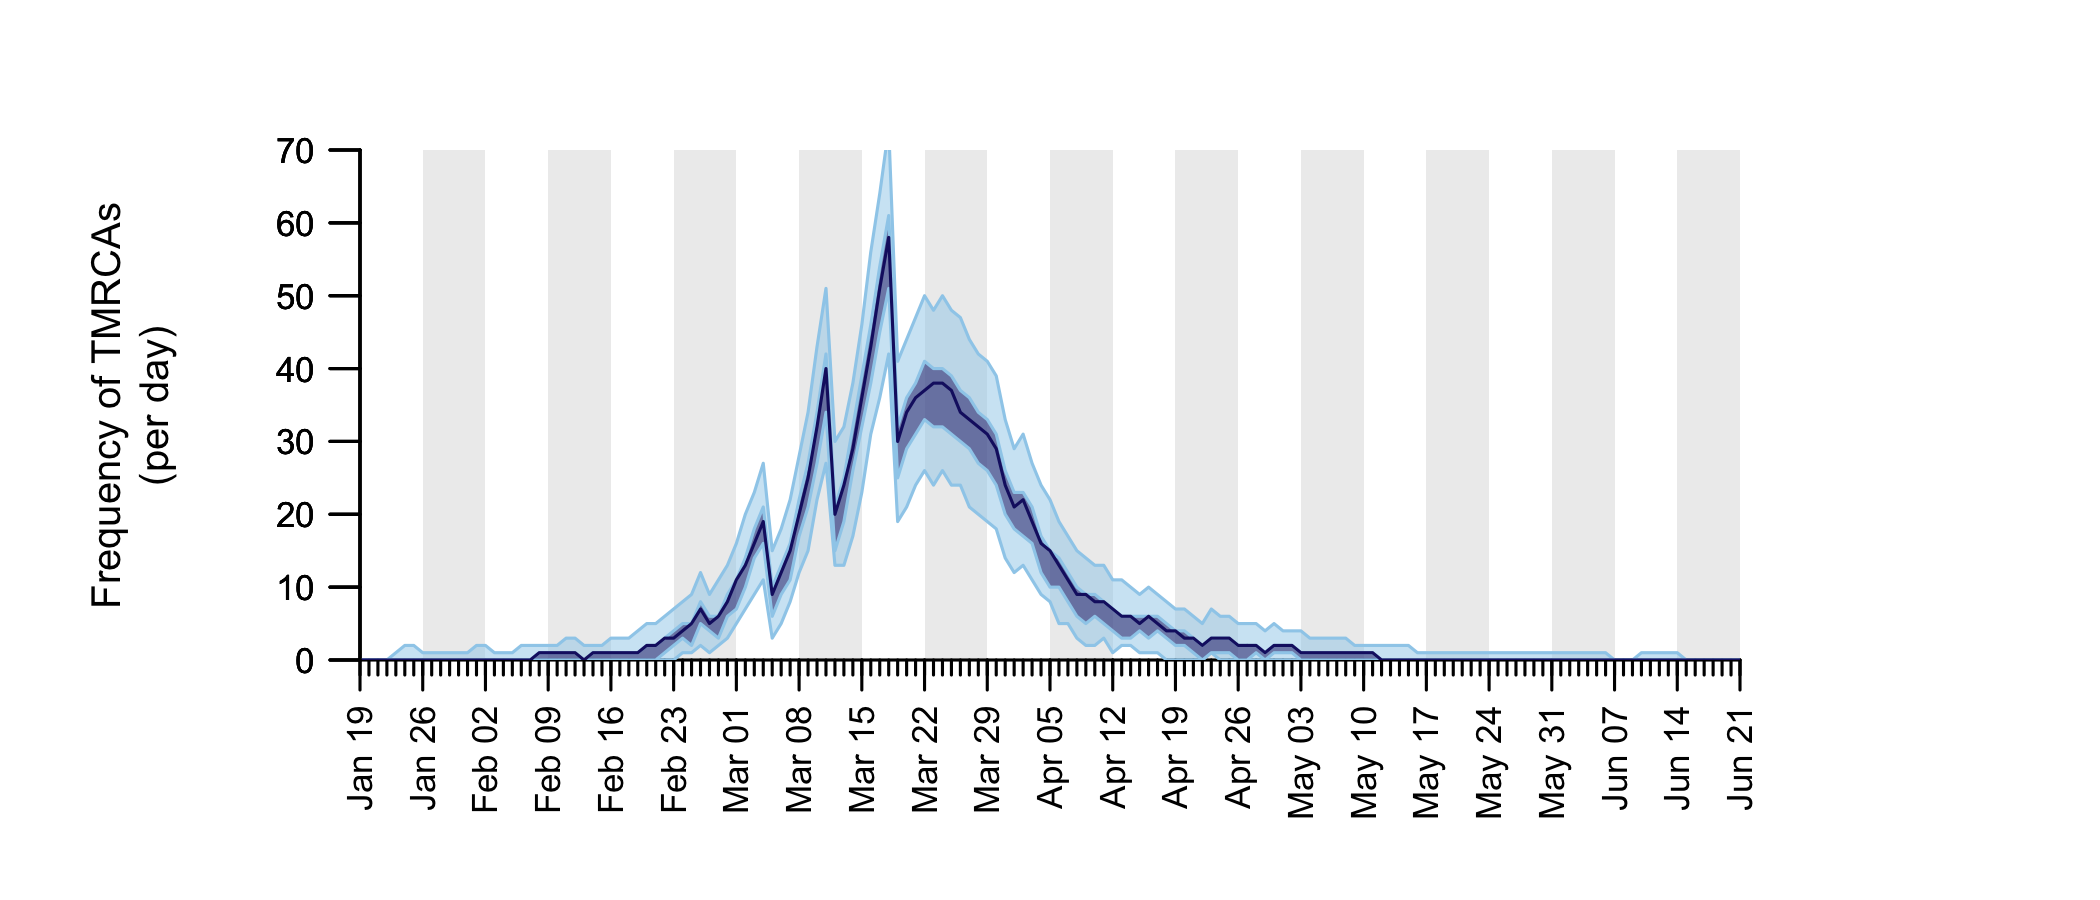 Frequency of TMRCAs
(per day)
70
60
50
40
30
20
10
0
Jan 19
Jan 26
Feb 02
Feb 09
Feb 16
Feb 23
Mar 01
Mar 08
Mar 15
Mar 22
Mar 29
Apr 05
Apr 12
Apr 19
Apr 26
May 03
May 10
May 17
May 24
May 31
Jun 07
Jun 14
Jun 21